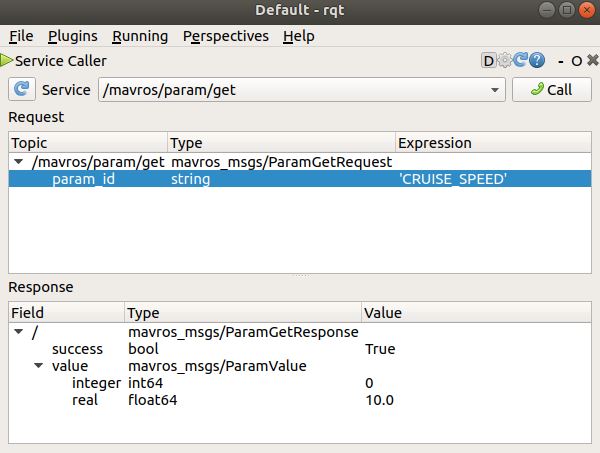 Default - rqt
File Plugins Running Perspectives Help
Service Caller D ? - O
Service /mavros/param/get Call
Request
Topic Type Expression
/mavros/param/get mavros_msgs/ParamGetRequest
param_id string 'CRUISE_SPEED'
Response
Field Type Value
/ mavros_msgs/ParamGetResponse
success bool True
value mavros_msgs/ParamValue
integer int64 0
real float64 10.0